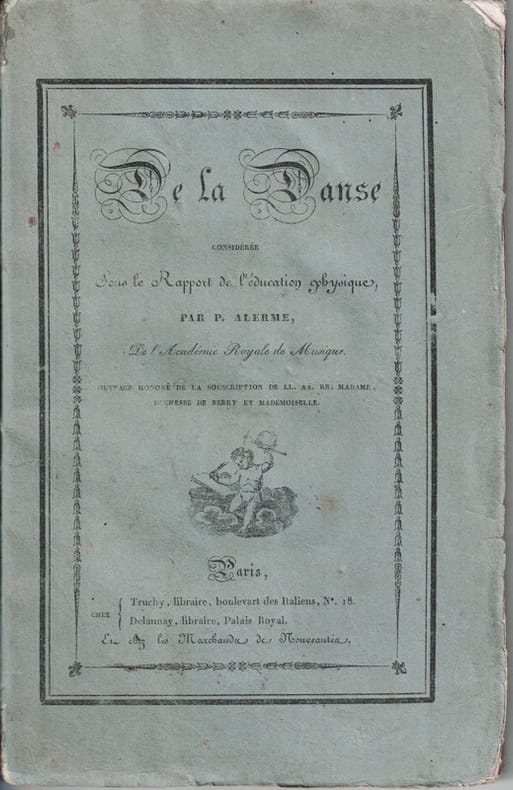 De La Danse
CONSIDÉRÉE
Sous le Rapport de l'éducation physique,
PAR P. ALERME,
De l'Académie Royale de Musique.
OUVRAGE HONORÉ DE LA SOUSCRIPTION DE LL. AA. RR. MADAME,
DUCHESSE DE BERRY ET MADEMOISELLE.
Paris,
CHEZ
Truchy, libraire, boulevart des Italiens, N°. 18.
Delaunay, libraire, Palais Royal.
Et chez les Marchands de Nouveautés.